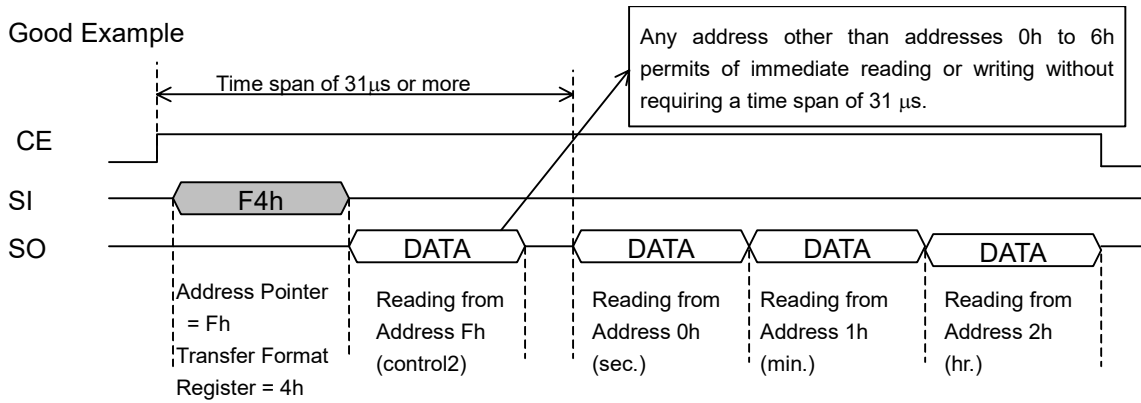 Good Example
Any address other than addresses 0h to 6h
permits of immediate reading or writing without
requiring a time span of 31 μs.
Time span of 31μs or more
CE
SI
F4h
SO
DATA
DATA
DATA
DATA
Address Pointer
= Fh
Transfer Format
Register = 4h
Reading from
Address Fh
(control2)
Reading from
Address 0h
(sec.)
Reading from
Address 1h
(min.)
Reading from
Address 2h
(hr.)